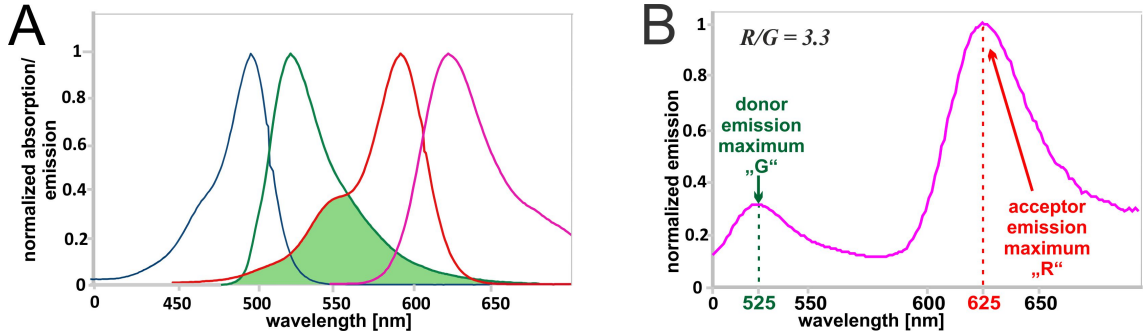 A
normalized absorption/
emission
1
0.8
0.6
0.4
0.2
0
0 450 500 550 600 650
wavelength [nm]
B
R/G = 3.3
normalized emission
1
0.8
0.6
0.4
0.2
0
donor
emission
maximum
„G“
acceptor
emission
maximum
„R“
0 525 550 600 625 650
wavelength [nm]